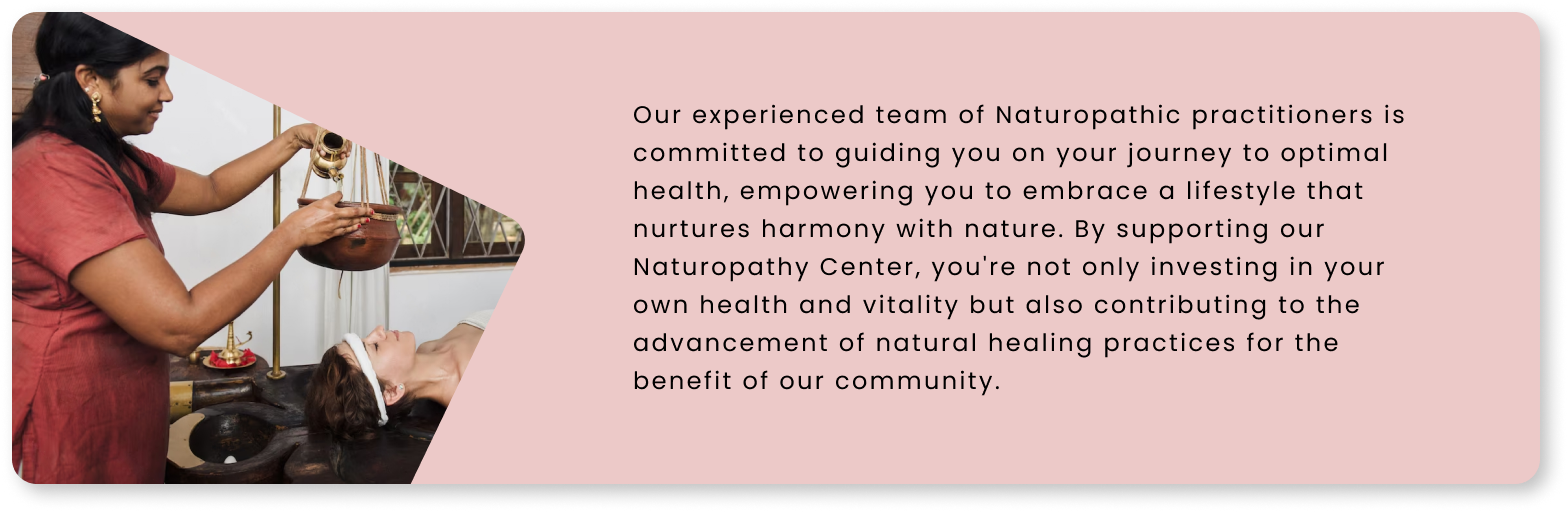 Our experienced team of Naturopathic practitioners is
committed to guiding you on your journey to optimal
health, empowering you to embrace a lifestyle that
nurtures harmony with nature. By supporting our
Naturopathy Center, you're not only investing in your
own health and vitality but also contributing to the
advancement of natural healing practices for the
benefit of our community.